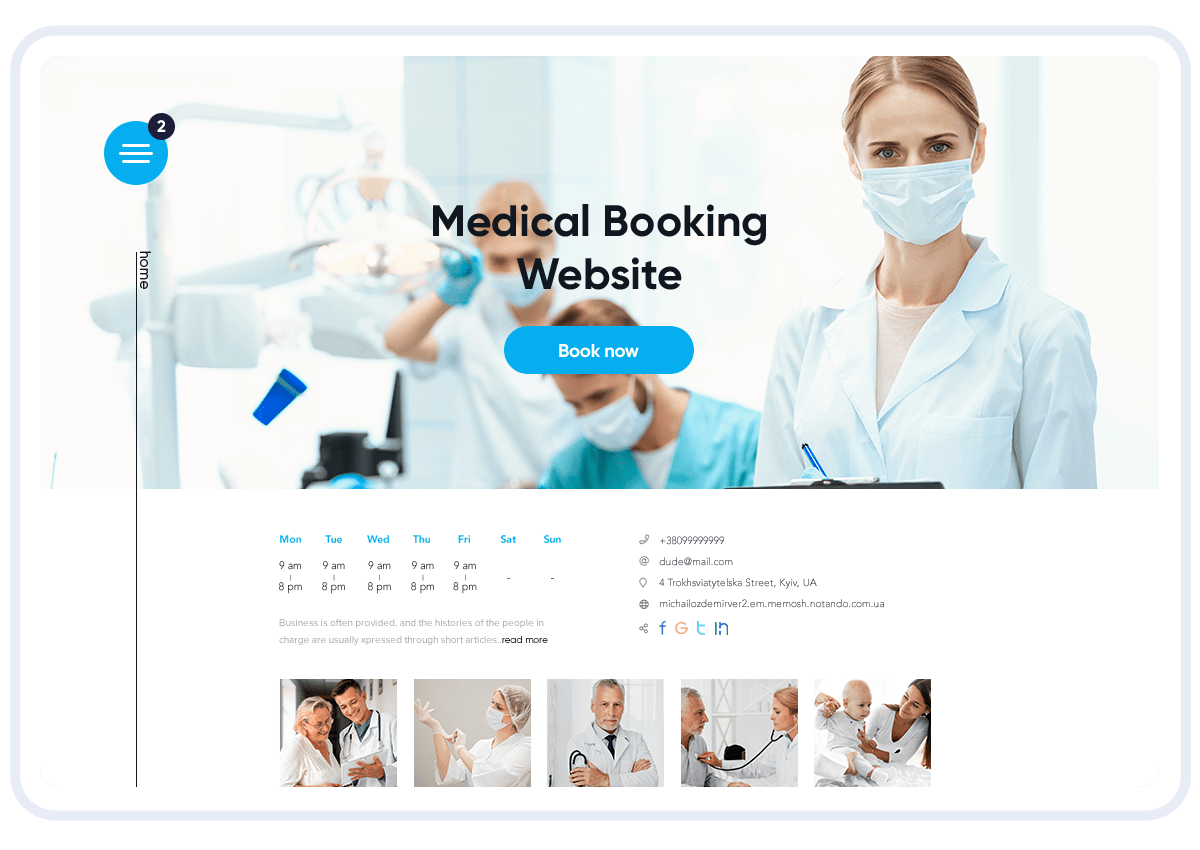 2
home
Medical Booking
Website
Book now
Mon Tue Wed Thu Fri Sat Sun
9 am 9 am 9 am 9 am 9 am
- -
8 pm 8 pm 8 pm 8 pm 8 pm
Business is often provided, and the histories of the people in
charge are usually xpressed through short articles..read more
+38099999999
dude@mail.com
4 Trokhsviatytelska Street, Kyiv, UA
michailozdemirver2.em.memosh.notando.com.ua
f G t in